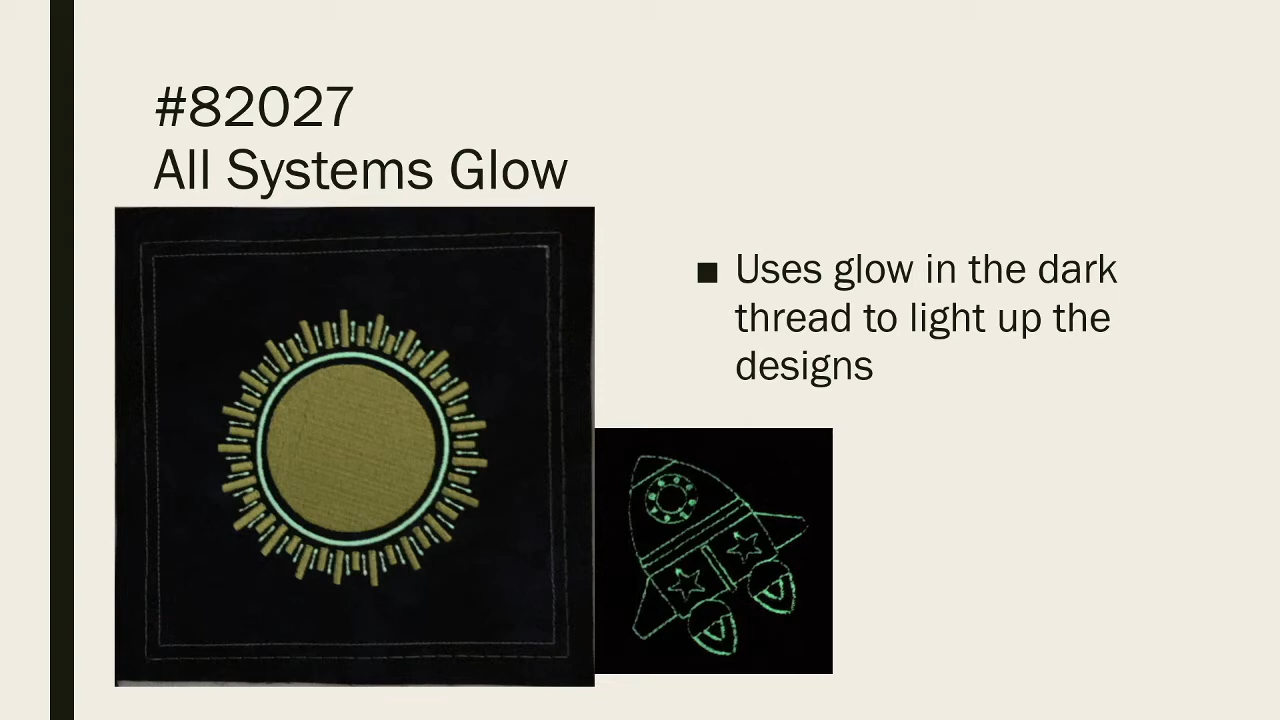 #82027
All Systems Glow
■ Uses glow in the dark
thread to light up the
designs